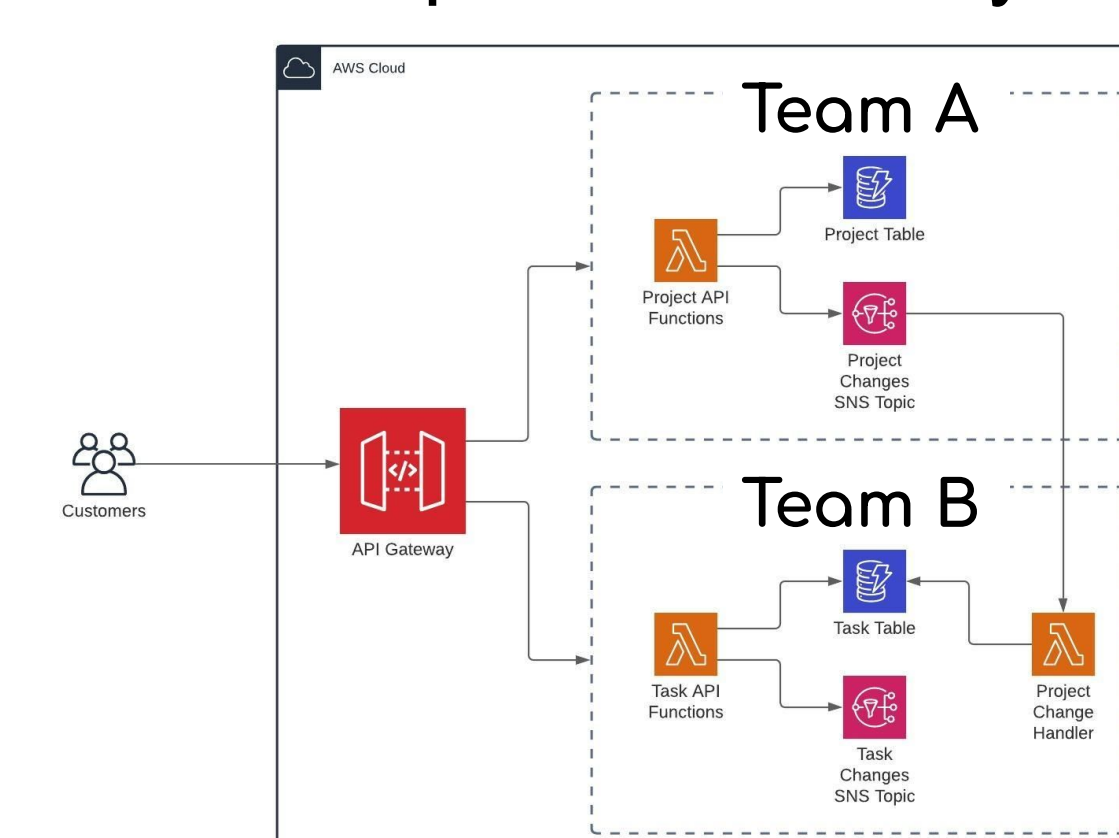 AWS Cloud
Team A
Project Table
Project API
Functions
Project
Changes
SNS Topic
Customers
</>
API Gateway
Team B
Task Table
Task API
Functions
Task
Changes
SNS Topic
Project
Change
Handler